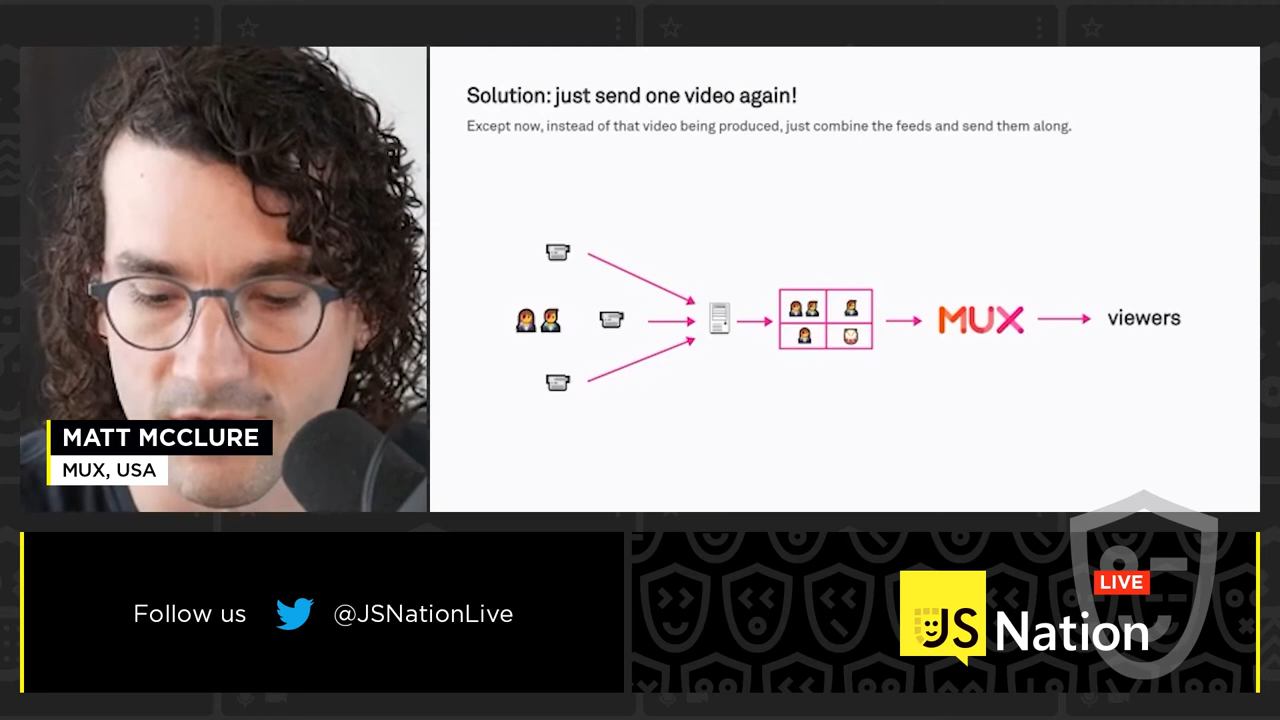 Solution: just send one video again!
Except now, instead of that video being produced, just combine the feeds and send them along.
MUX
viewers
MATT MCCLURE
MUX, USA
Follow us @JSNationLive
LIVE
JS Nation